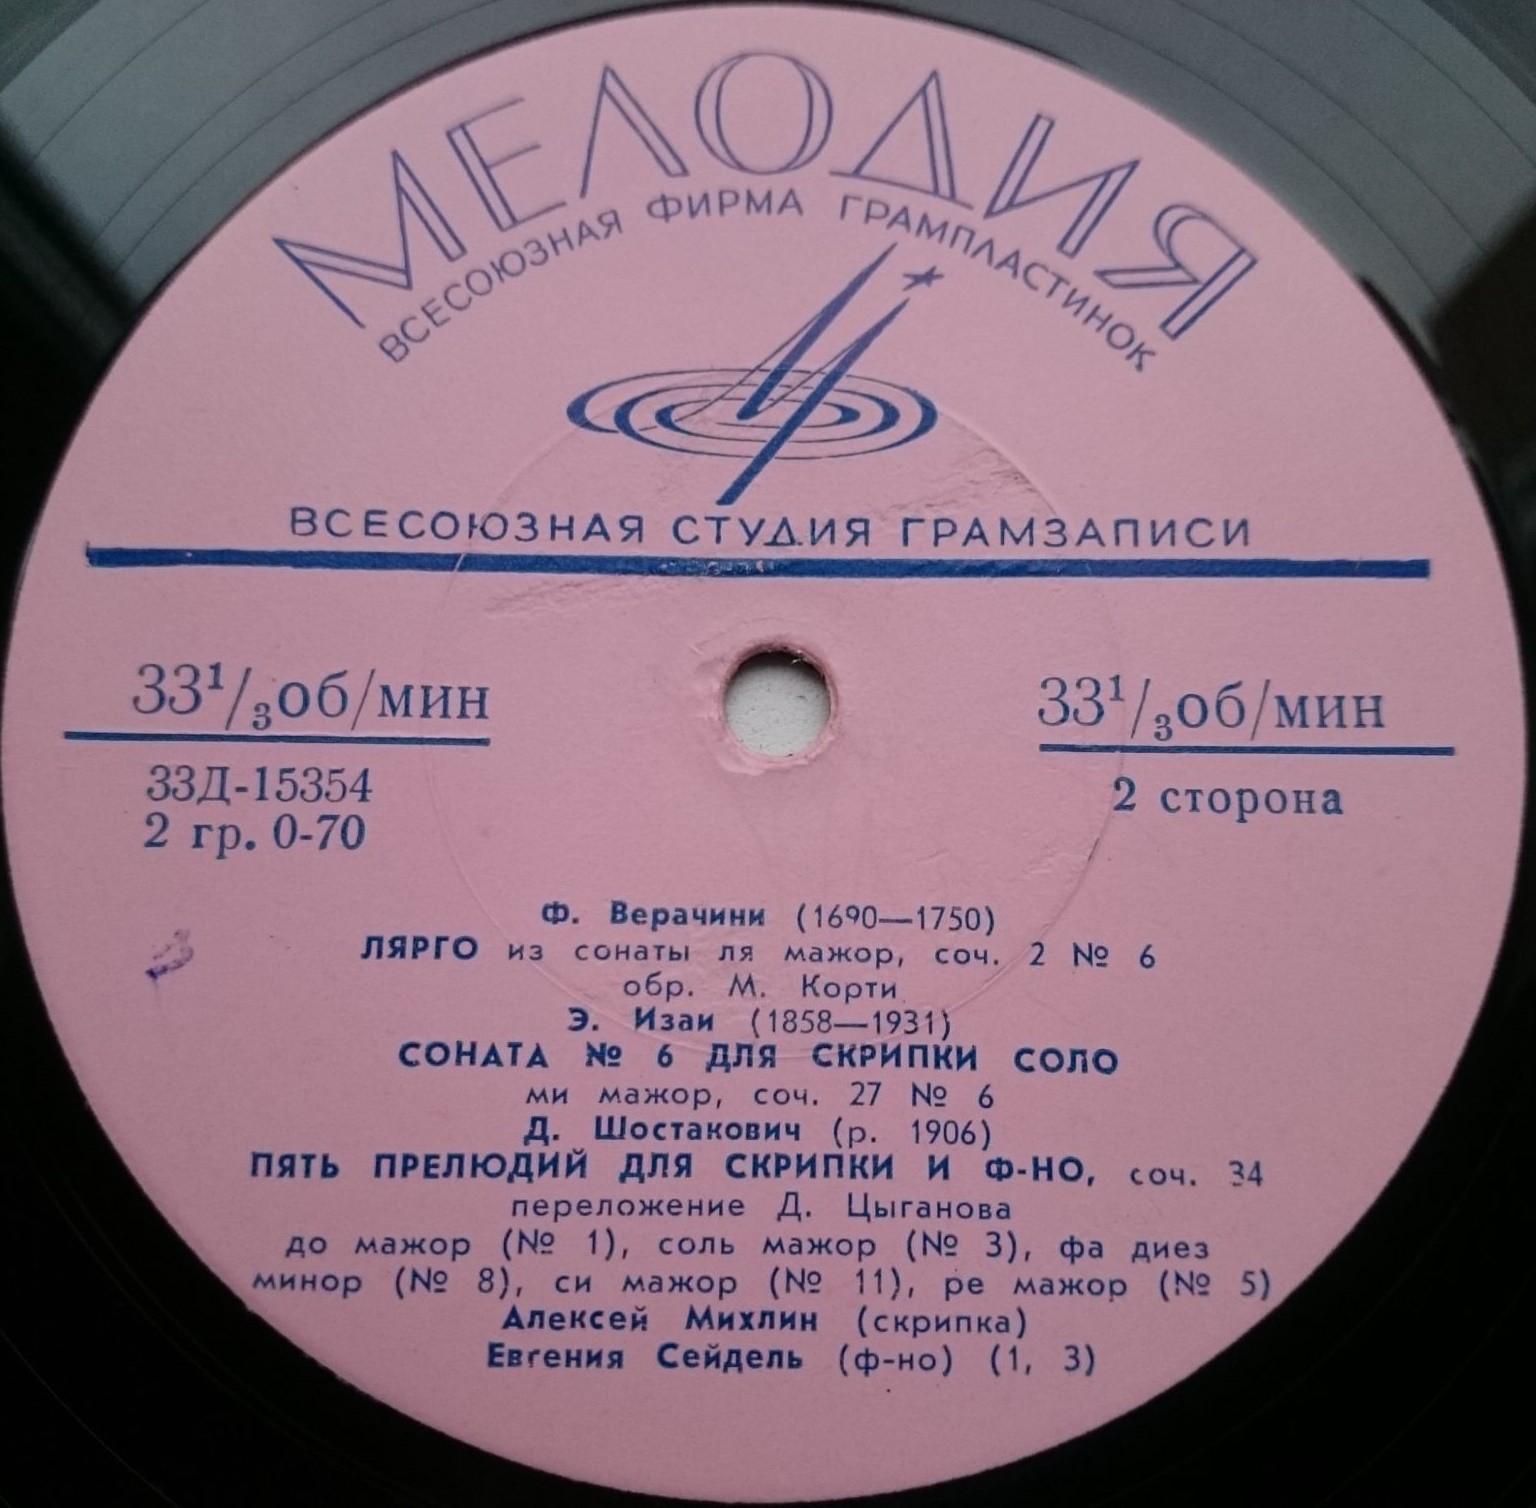 МЕЛОДИЯ
ВСЕСОЮЗНАЯ ФИРМА ГРАМПЛАСТИНОК
ВСЕСОЮЗНАЯ СТУДИЯ ГРАМЗАПИСИ
33¹/₃об/мин
33¹/₃об/мин
33Д-15354
2 сторона
2 гр. 0-70
Ф. Верачини (1690—1750)
ЛЯРГО из сонаты ля мажор, соч. 2 № 6
обр. М. Корти
Э. Изаи (1858—1931)
СОНАТА № 6 ДЛЯ СКРИПКИ СОЛО
ми мажор, соч. 27 № 6
Д. Шостакович (р. 1906)
ПЯТЬ ПРЕЛЮДИЙ ДЛЯ СКРИПКИ И Ф-НО, соч. 34
переложение Д. Цыганова
до мажор (№ 1), соль мажор (№ 3), фа диез
минор (№ 8), си мажор (№ 11), ре мажор (№ 5)
Алексей Михлин (скрипка)
Евгения Сейдель (ф-но) (1, 3)